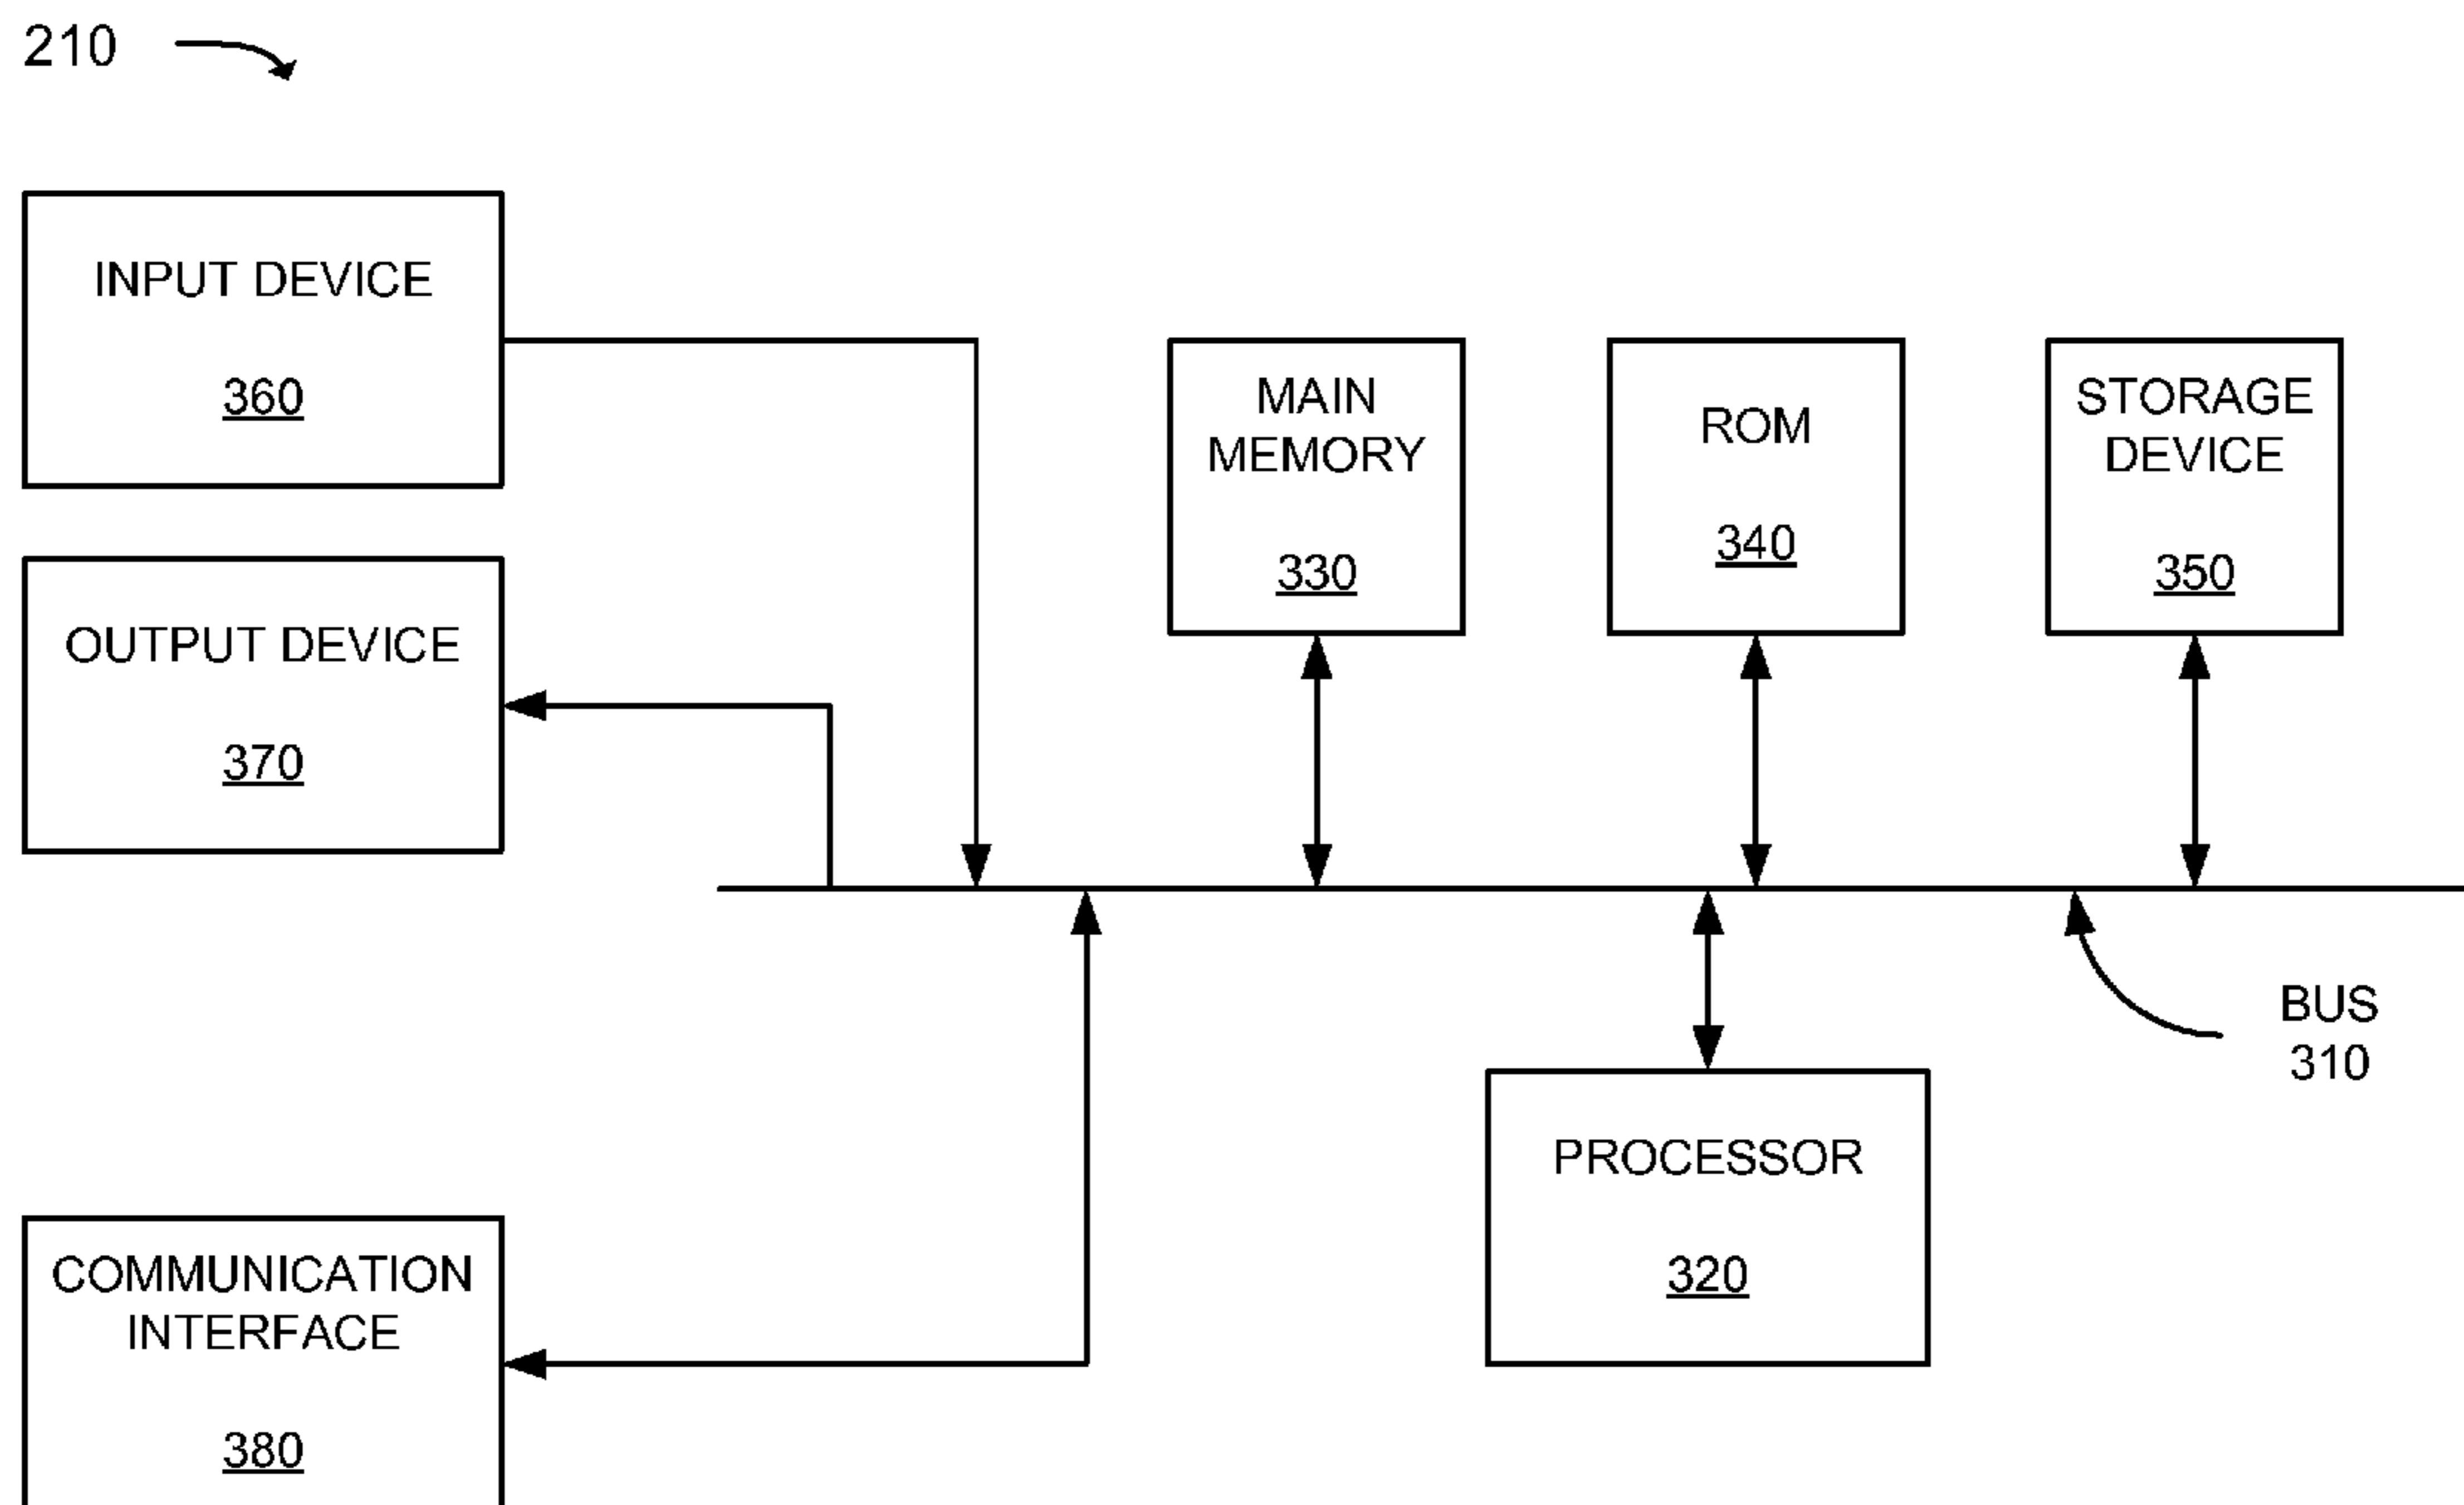 210
INPUT DEVICE
360
OUTPUT DEVICE
370
MAIN
MEMORY
330
ROM
340
STORAGE
DEVICE
350
BUS
310
PROCESSOR
320
COMMUNICATION
INTERFACE
380